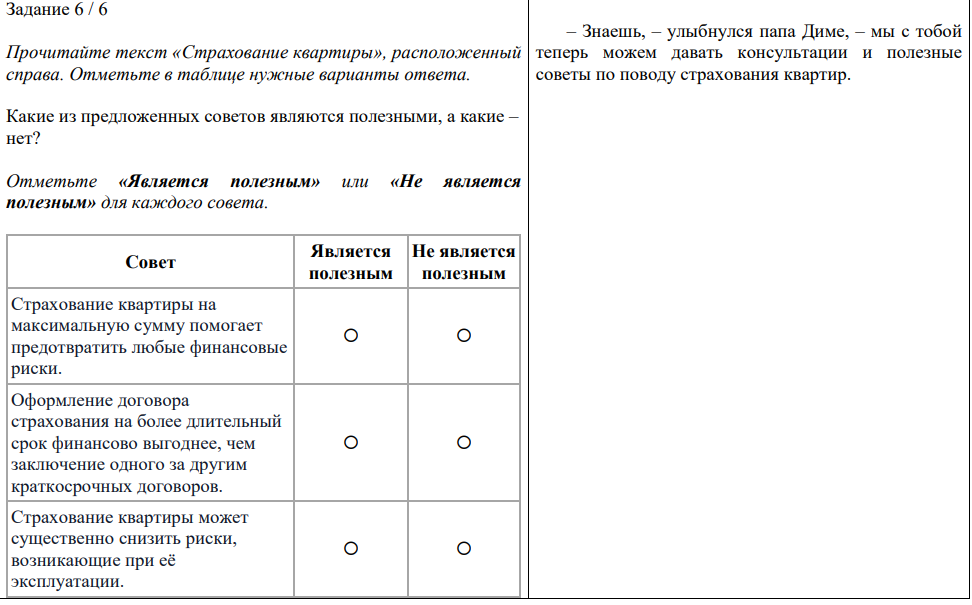 Задание 6 / 6
Прочитайте текст «Страхование квартиры», расположенный
справа. Отметьте в таблице нужные варианты ответа.
Какие из предложенных советов являются полезными, а какие –
нет?
Отметьте «Является полезным» или «Не является
полезным» для каждого совета.
Совет
Является
полезным
Не является
полезным
Страхование квартиры на
максимальную сумму помогает
предотвратить любые финансовые
риски.
Оформление договора
страхования на более длительный
срок финансово выгоднее, чем
заключение одного за другим
краткосрочных договоров.
Страхование квартиры может
существенно снизить риски,
возникающие при её
эксплуатации.
– Знаешь, – улыбнулся папа Диме, – мы с тобой
теперь можем давать консультации и полезные
советы по поводу страхования квартир.